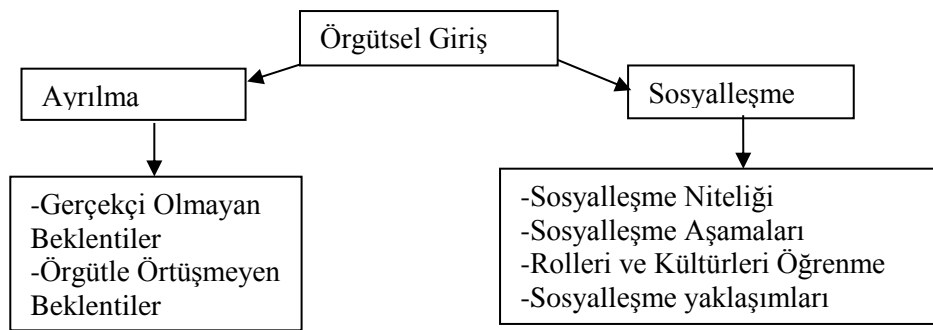 Örgütsel Giriş
Ayrılma
Sosyalleşme
-Gerçekçi Olmayan
Beklentiler
-Örgütle Örtüşmeyen
Beklentiler
-Sosyalleşme Niteliği
-Sosyalleşme Aşamaları
-Rolleri ve Kültürleri Öğrenme
-Sosyalleşme yaklaşımları